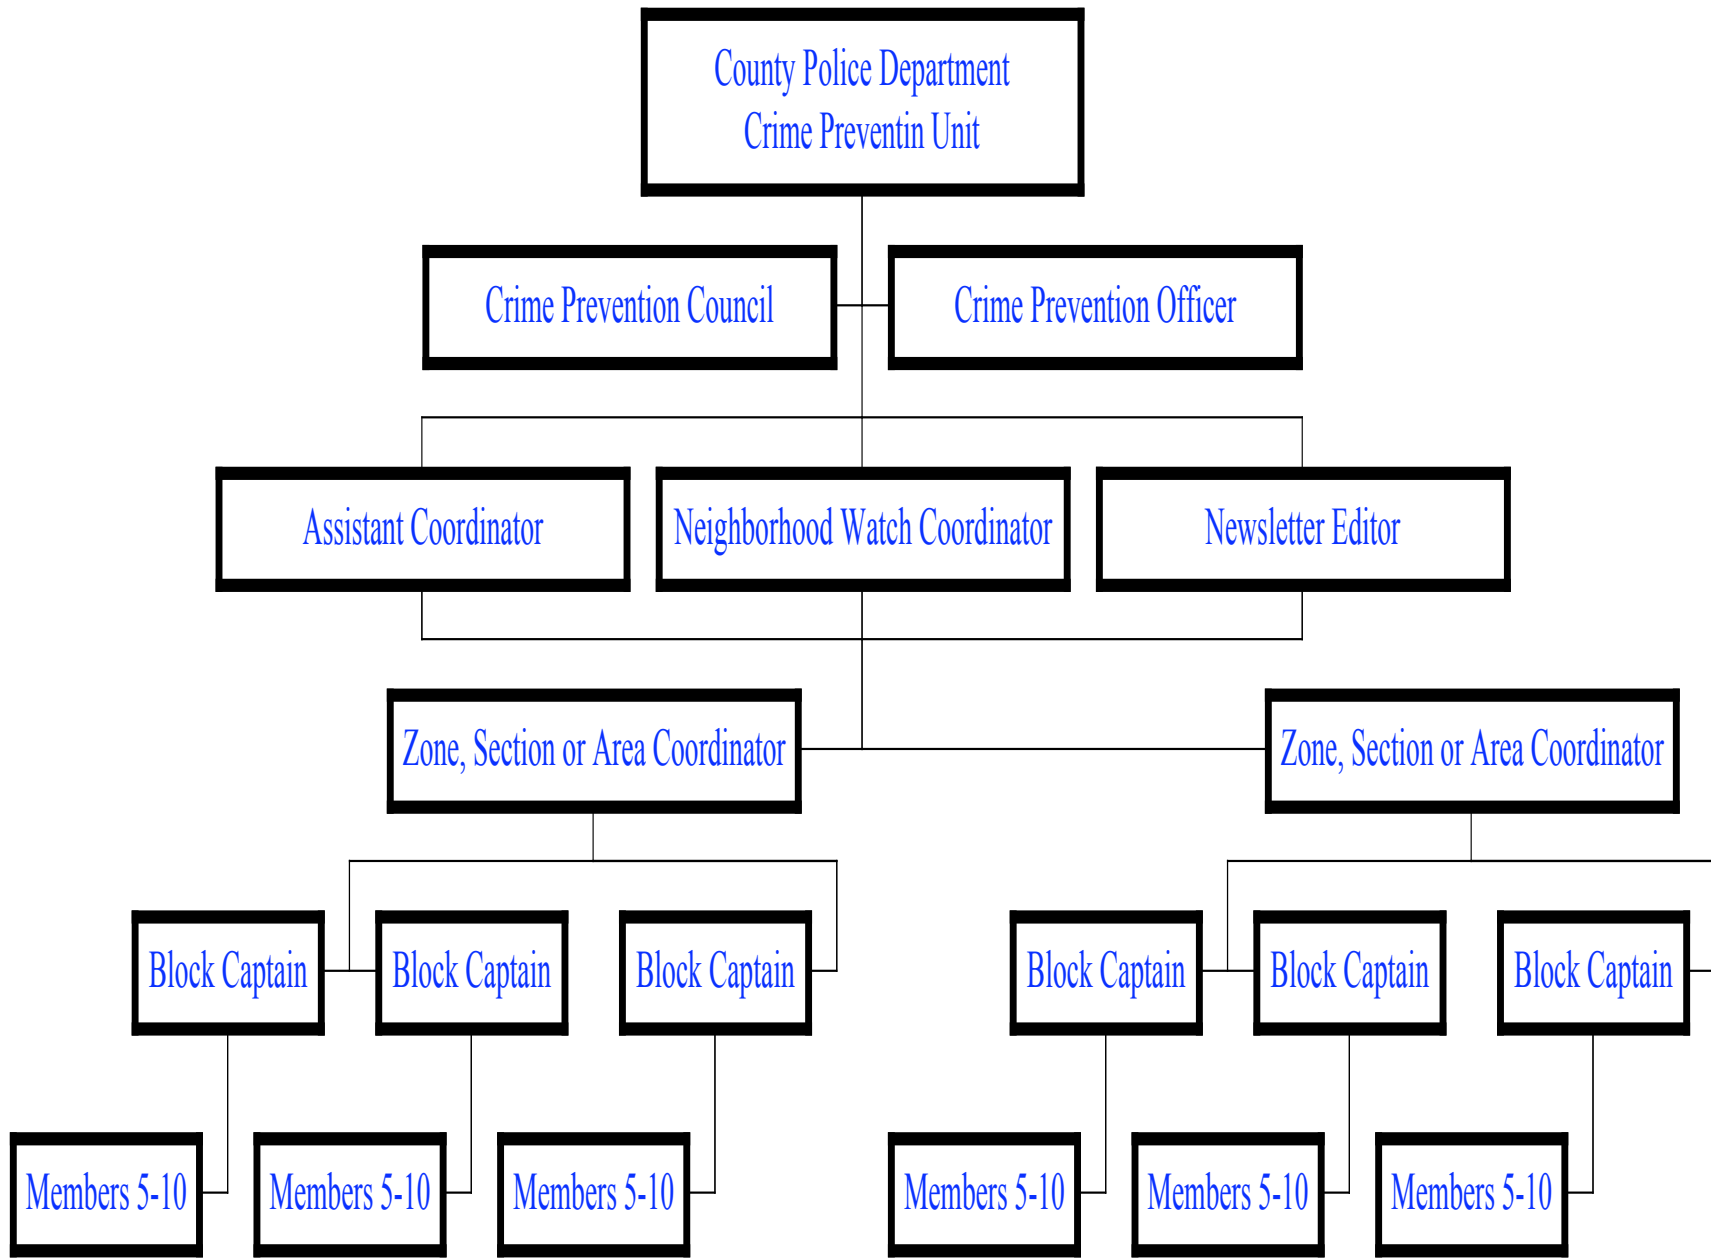 County Police Department
Crime Preventin Unit
Crime Prevention Council
Crime Prevention Officer
Assistant Coordinator
Neighborhood Watch Coordinator
Newsletter Editor
Zone, Section or Area Coordinator
Zone, Section or Area Coordinator
Block Captain
Block Captain
Block Captain
Block Captain
Block Captain
Block Captain
Members 5-10
Members 5-10
Members 5-10
Members 5-10
Members 5-10
Members 5-10